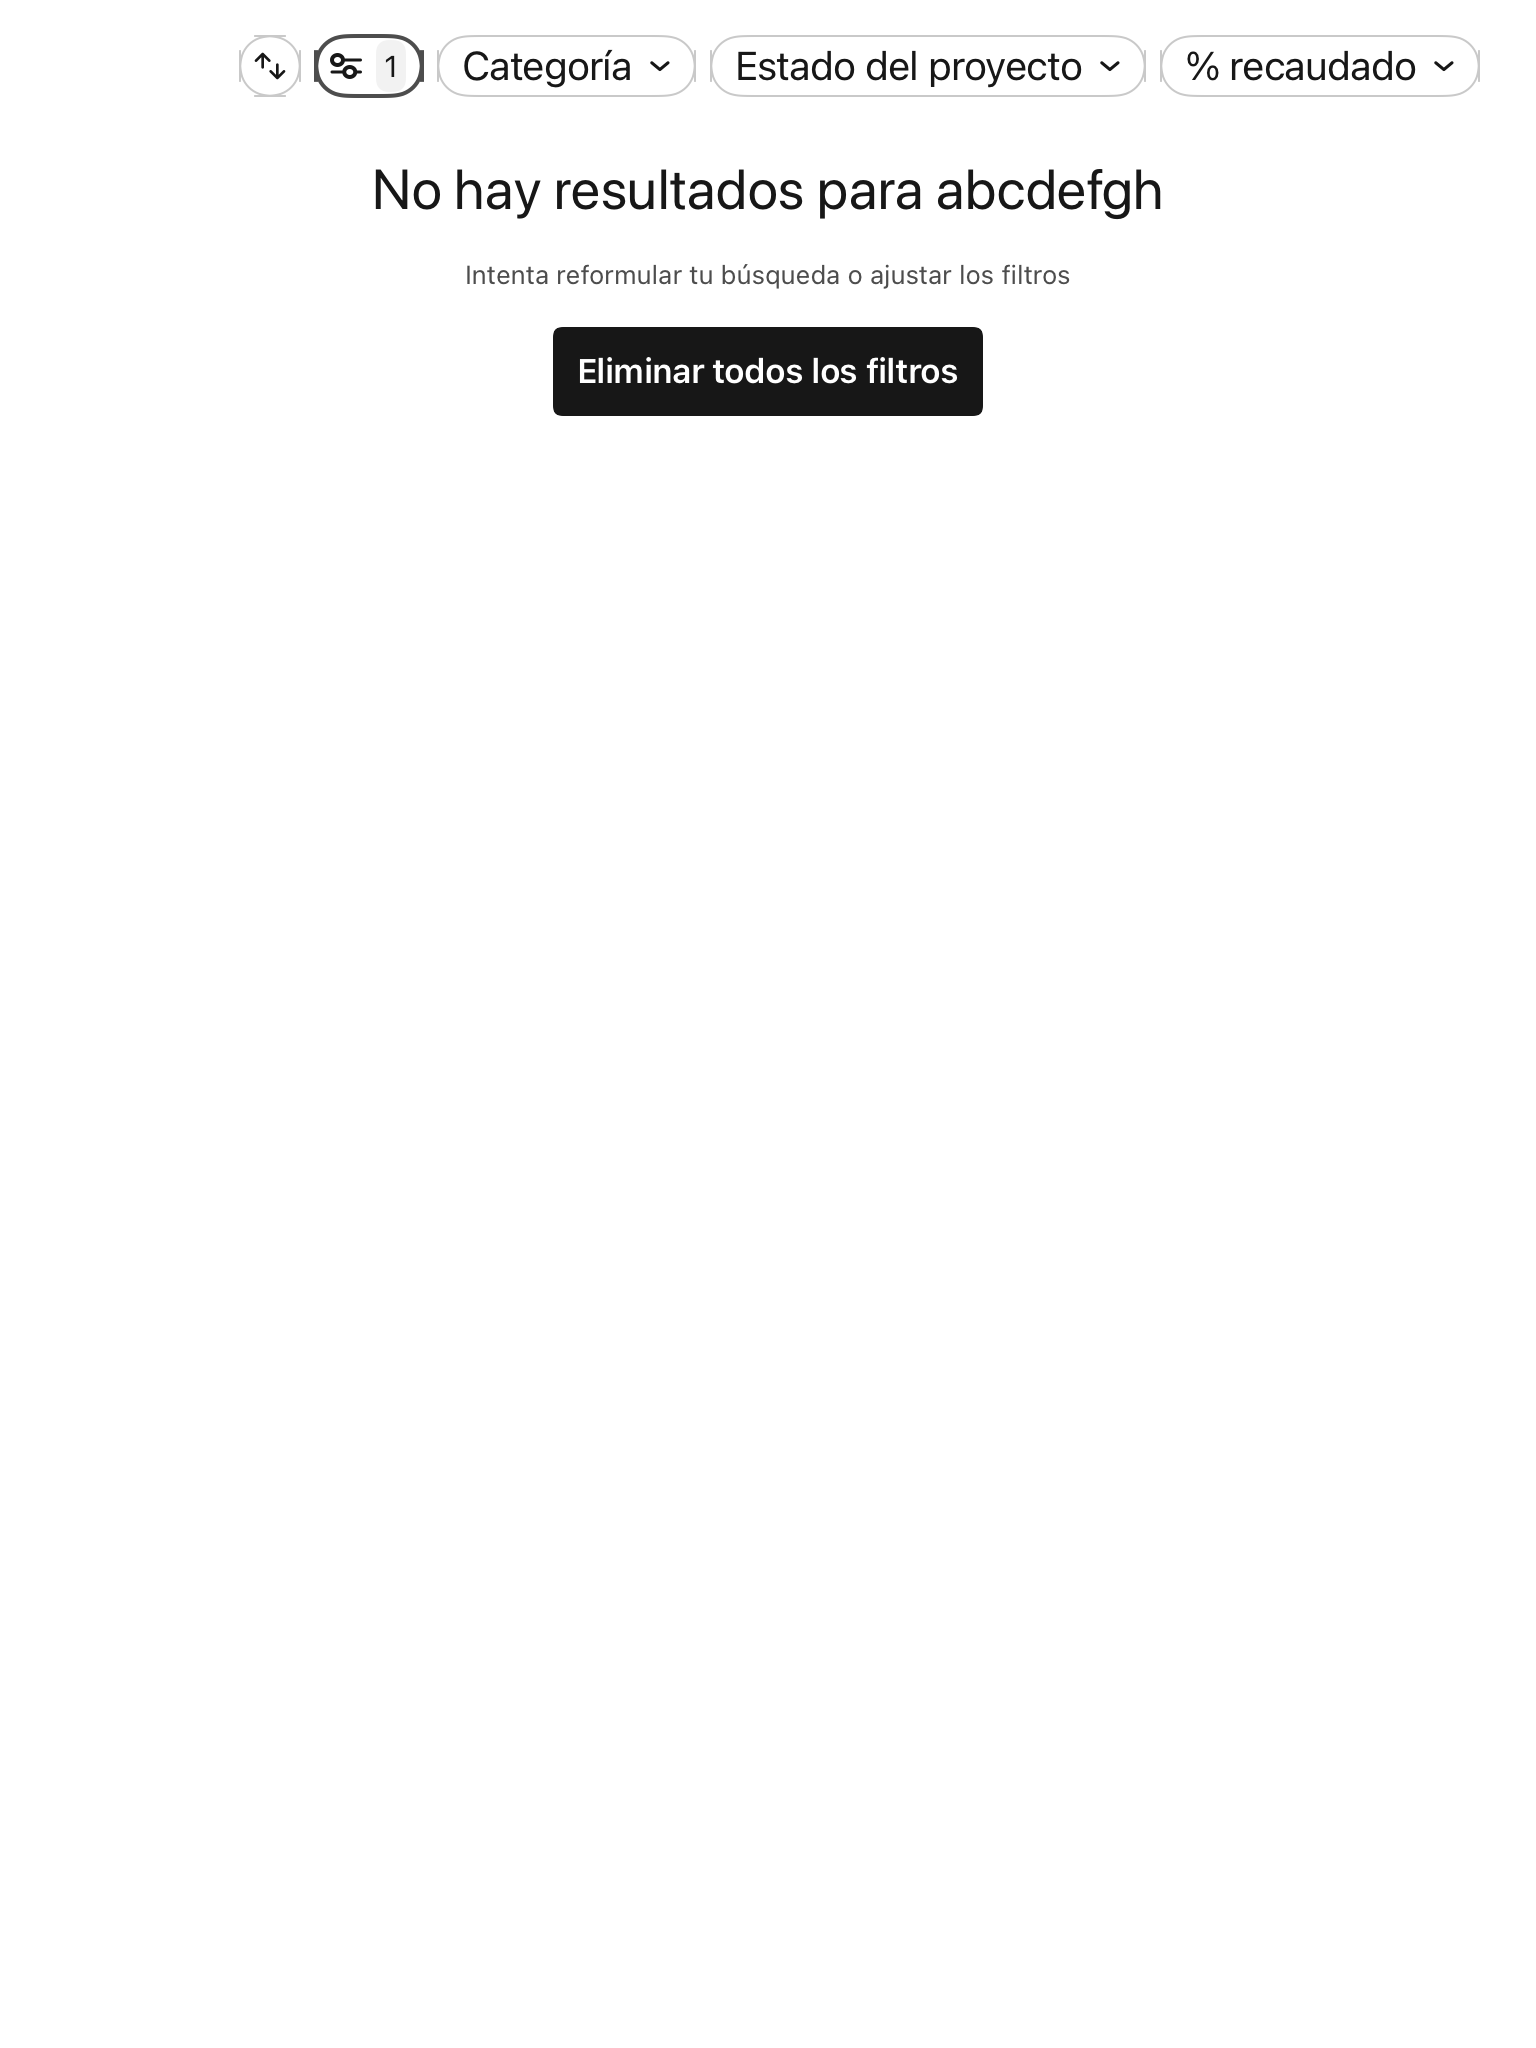 1 Categoría Estado del proyecto % recaudado
No hay resultados para abcdefgh
Intenta reformular tu búsqueda o ajustar los filtros
Eliminar todos los filtros